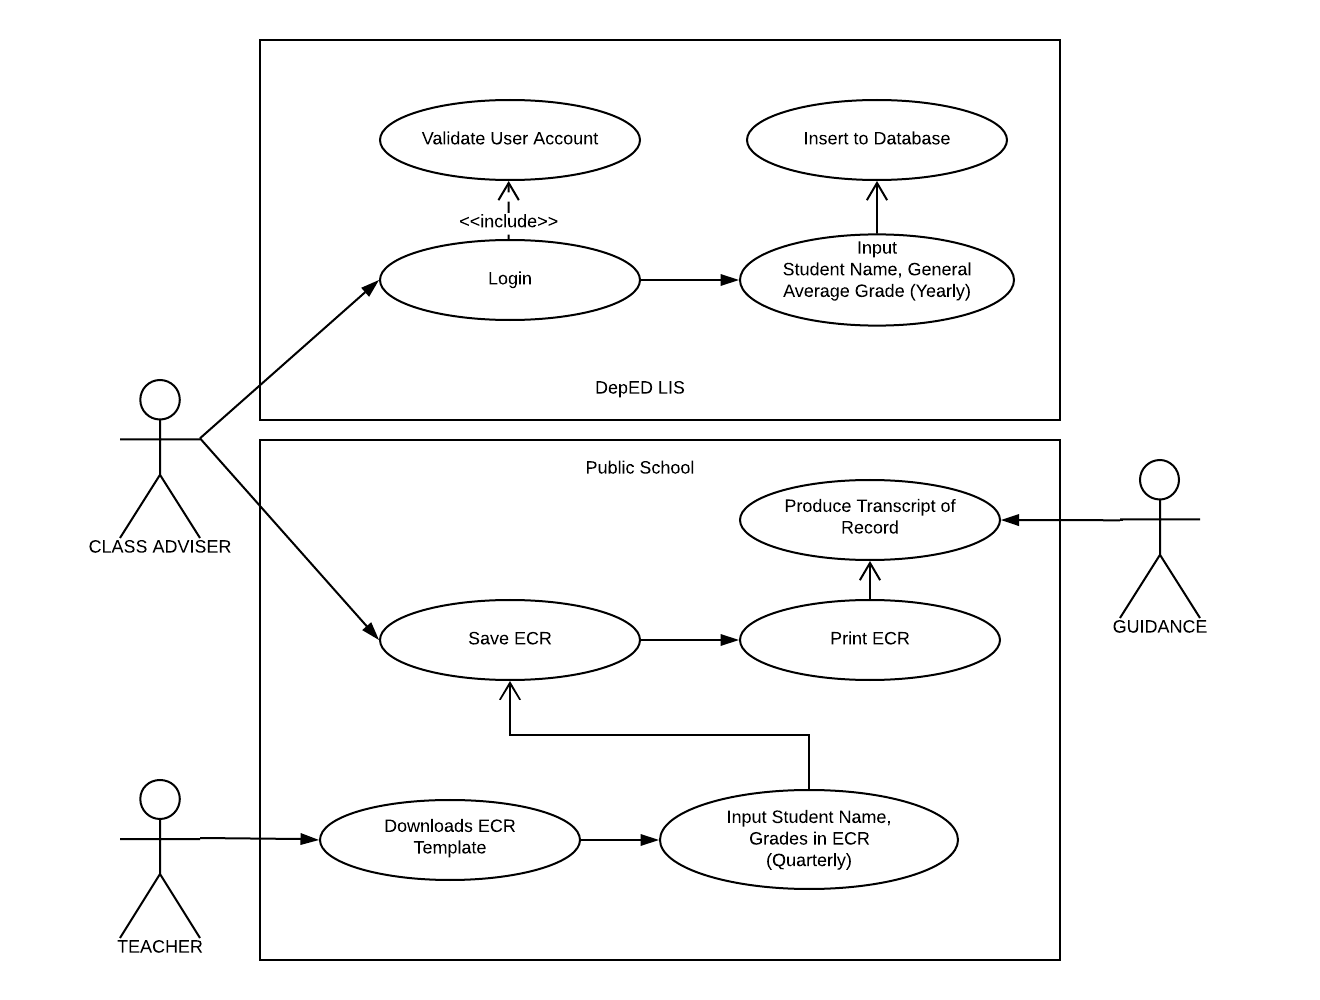 Validate User Account
Insert to Database
<<include>>
Login
Input
Student Name, General
Average Grade (Yearly)
DepED LIS
CLASS ADVISER
Public School
Produce Transcript of
Record
GUIDANCE
Save ECR
Print ECR
Downloads ECR
Template
Input Student Name,
Grades in ECR
(Quarterly)
TEACHER